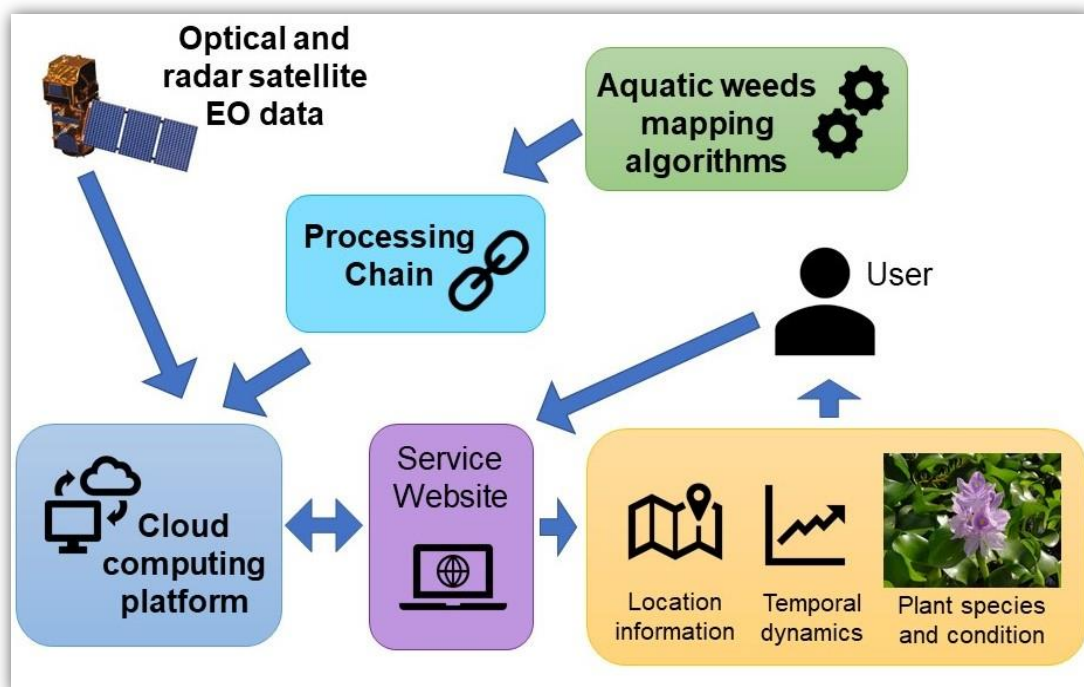 Optical and
radar satellite
EO data
Aquatic weeds
mapping
algorithms
Processing
Chain
User
Cloud
computing
platform
Service
Website
Location
information
Temporal
dynamics
Plant species
and condition